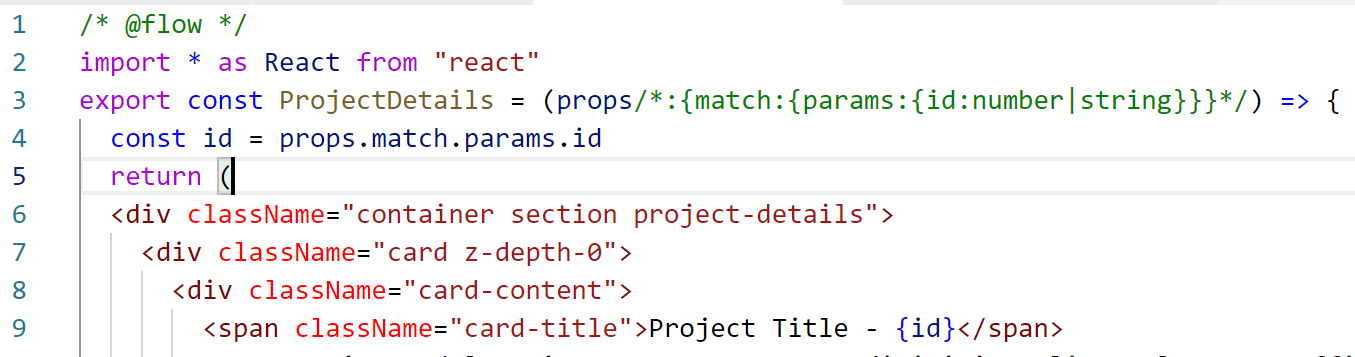 1 /* @flow */
2 import * as React from "react"
3 export const ProjectDetails = (props/*:{match:{params:{id:number|string}}}*/) => {
4 const id = props.match.params.id
5 return (
6 <div className="container section project-details">
7 <div className="card z-depth-0">
8 <div className="card-content">
9 <span className="card-title">Project Title - {id}</span>